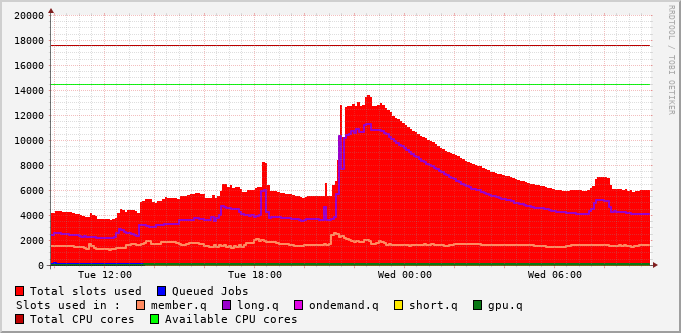 20000
18000
16000
14000
12000
10000
8000
6000
4000
2000
0
Tue 12:00 Tue 18:00 Wed 00:00 Wed 06:00
Total slots used Queued Jobs
Slots used in : member.q long.q ondemand.q short.q gpu.q
Total CPU cores Available CPU cores
RRDTOOL / TOBI OETIKER